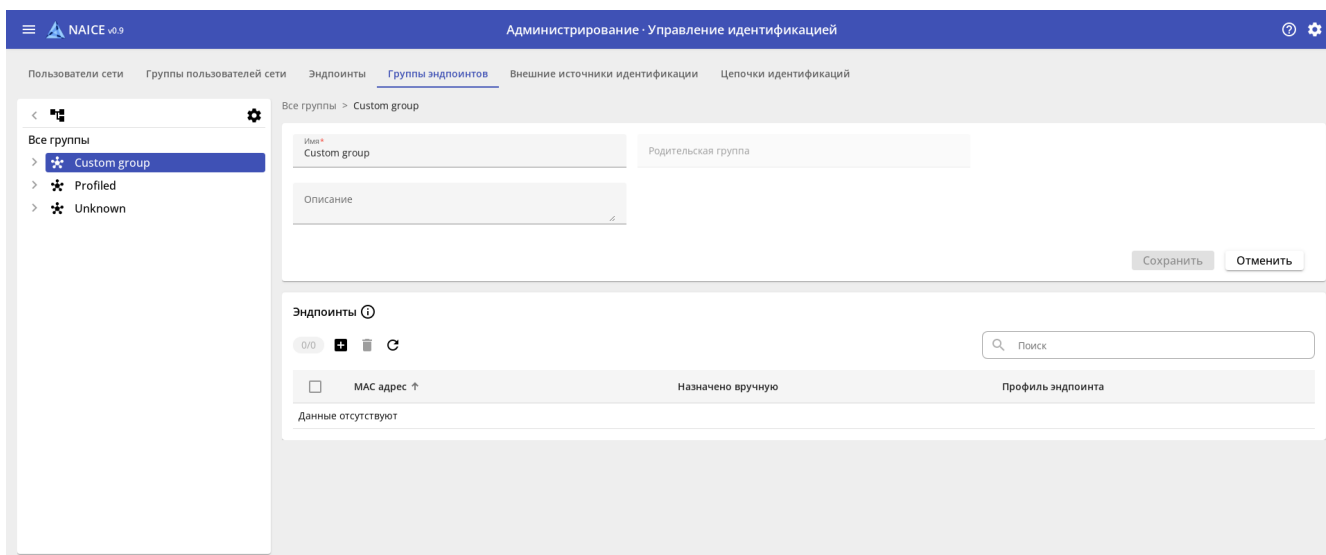 NAICE v0.9
Администрирование · Управление идентификацией
Пользователи сети Группы пользователей сети Эндпоинты Группы эндпоинтов Внешние источники идентификации Цепочки идентификаций
Все группы
Custom group
Profiled
Unknown
Все группы > Custom group
Имя*
Custom group
Родительская группа
Описание
Сохранить Отменить
Эндпоинты
0/0
Поиск
MAC адрес ↑ Назначено вручную Профиль эндпоинта
Данные отсутствуют